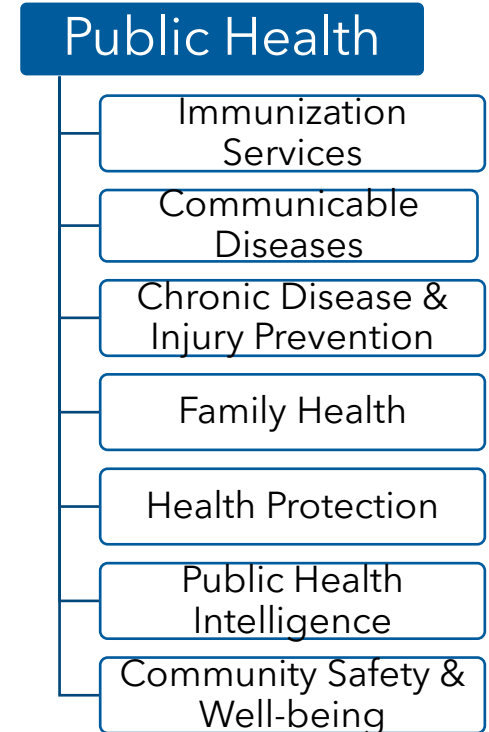 Public Health
Immunization
Services
Communicable
Diseases
Chronic Disease &
Injury Prevention
Family Health
Health Protection
Public Health
Intelligence
Community Safety &
Well-being